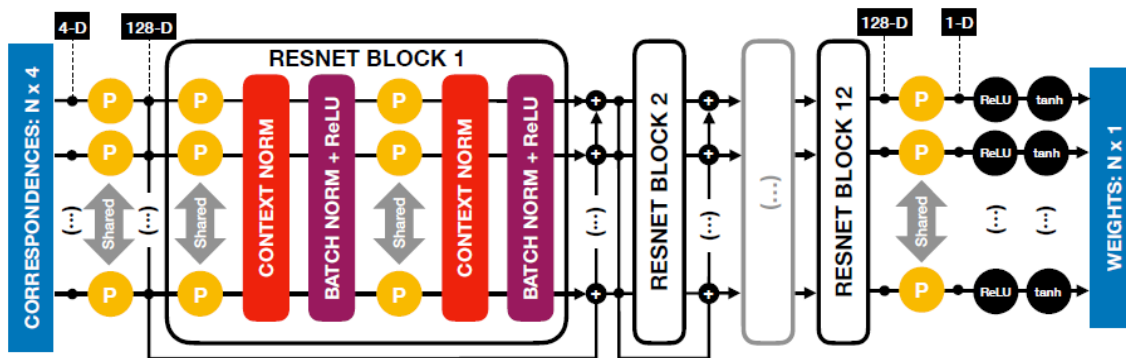 CORRESPONDENCES: N x 4
4-D
128-D
P
P
Shared
P
(...)
(...)
RESNET BLOCK 1
P
P
Shared
P
CONTEXT NORM
BATCH NORM + ReLU
P
P
Shared
P
CONTEXT NORM
BATCH NORM + ReLU
+
+
(...)
+
RESNET BLOCK 2
+
+
(...)
+
(...)
RESNET BLOCK 12
128-D
1-D
P
P
Shared
P
ReLU
ReLU
(...)
ReLU
tanh
tanh
(...)
tanh
WEIGHTS: N x 1